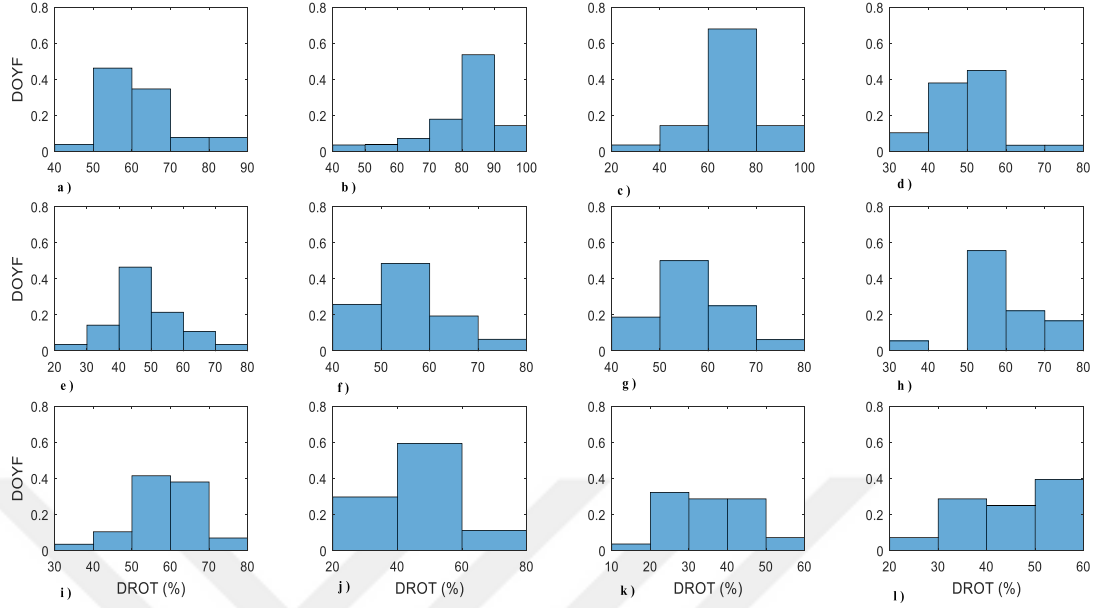 0.8 0.8 0.8 0.8
0.6 0.6 0.6 0.6
DOYF 0.4 0.4 0.4 0.4
0.2 0.2 0.2 0.2
0 0 0 0
40 50 60 70 80 90 40 50 60 70 80 90 100 20 40 60 80 100 30 40 50 60 70 80
a ) b ) c ) d )
0.8 0.8 0.8 0.8
0.6 0.6 0.6 0.6
DOYF 0.4 0.4 0.4 0.4
0.2 0.2 0.2 0.2
0 0 0 0
20 30 40 50 60 70 80 40 50 60 70 80 40 50 60 70 80 30 40 50 60 70 80
e ) f ) g ) h )
0.8 0.8 0.8 0.8
0.6 0.6 0.6 0.6
DOYF 0.4 0.4 0.4 0.4
0.2 0.2 0.2 0.2
0 0 0 0
30 40 50 60 70 80 20 40 60 80 10 20 30 40 50 60 20 30 40 50 60
i ) DROT (%) j ) DROT (%) k ) DROT (%) l ) DROT (%)